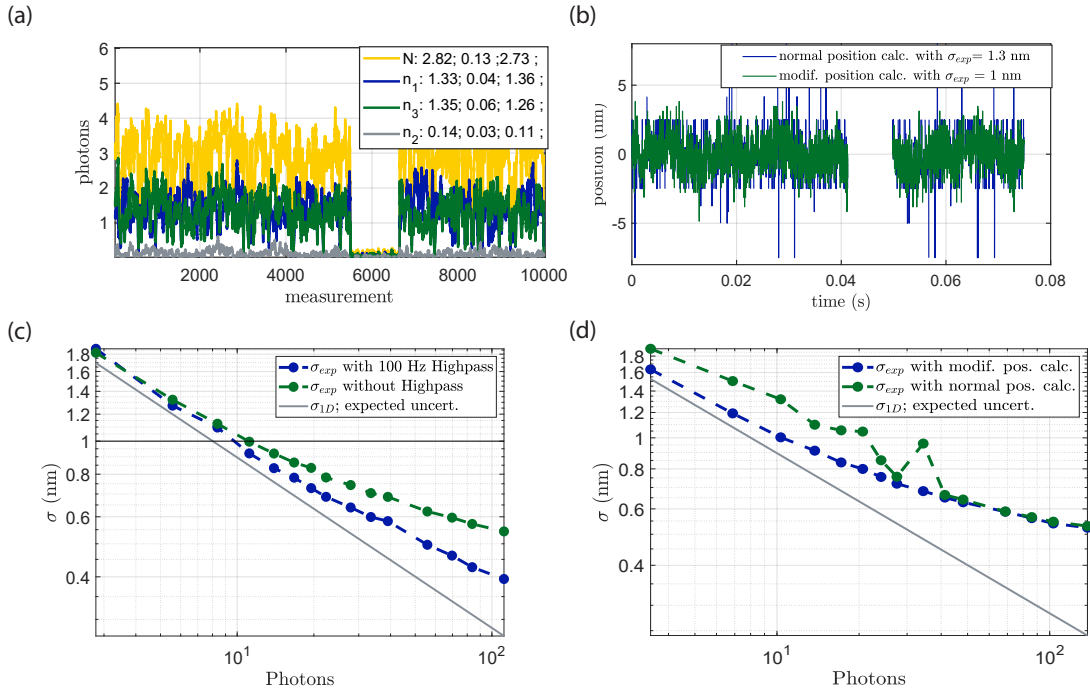 (a)
6
5
4
3
2
1
photons
N: 2.82; 0.13 ;2.73 ;
n1: 1.33; 0.04; 1.36 ;
n3: 1.35; 0.06; 1.26 ;
n2: 0.14; 0.03; 0.11 ;
2000 4000 6000 8000 10000
measurement
(b)
5
0
-5
position (nm)
normal position calc. with σexp= 1.3 nm
modif. position calc. with σexp = 1 nm
0 0.02 0.04 0.06 0.08
time (s)
(c)
1.8
1.6
1.4
1.2
1
0.8
0.6
0.4
σ (nm)
σexp with 100 Hz Highpass
σexp without Highpass
σ1D; expected uncert.
10^1 10^2
Photons
(d)
1.8
1.6
1.4
1.2
1
0.8
0.6
0.4
σ (nm)
σexp with modif. pos. calc.
σexp with normal pos. calc.
σ1D; expected uncert.
10^1 10^2
Photons